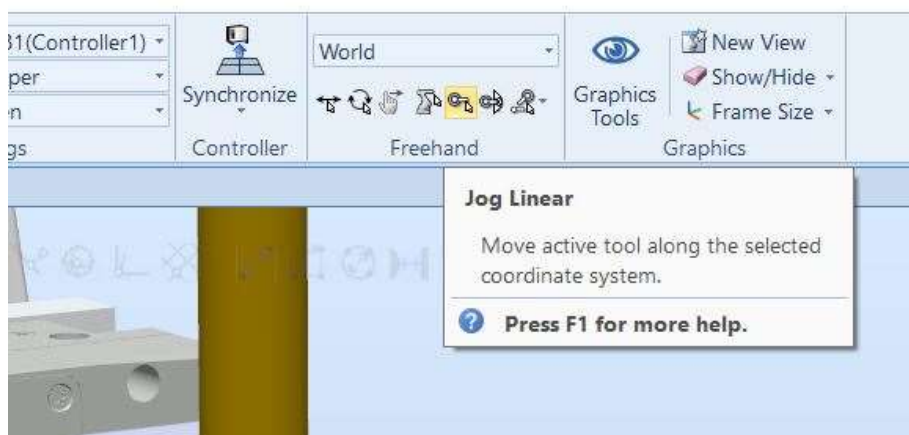 31(Controller1)
World
New View
per
Show/Hide
Synchronize
Graphics
Tools
Frame Size
n
gs
Controller
Freehand
Graphics
Jog Linear
Move active tool along the selected
coordinate system.
Press F1 for more help.